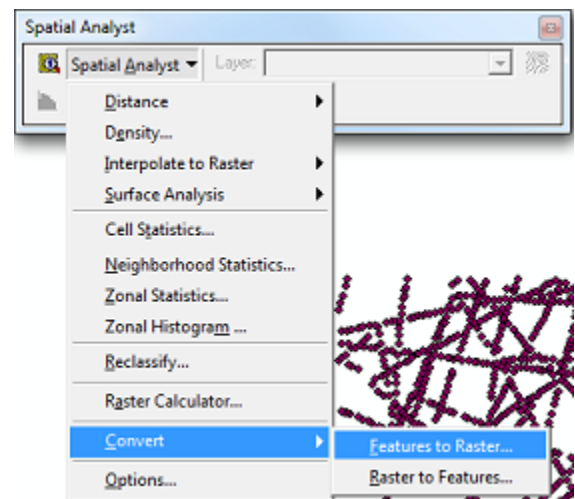 Spatial Analyst
Spatial Analyst Layer:
Distance
Density...
Interpolate to Raster
Surface Analysis
Cell Statistics...
Neighborhood Statistics...
Zonal Statistics...
Zonal Histogram ...
Reclassify...
Raster Calculator...
Convert
Features to Raster...
Options...
Raster to Features...